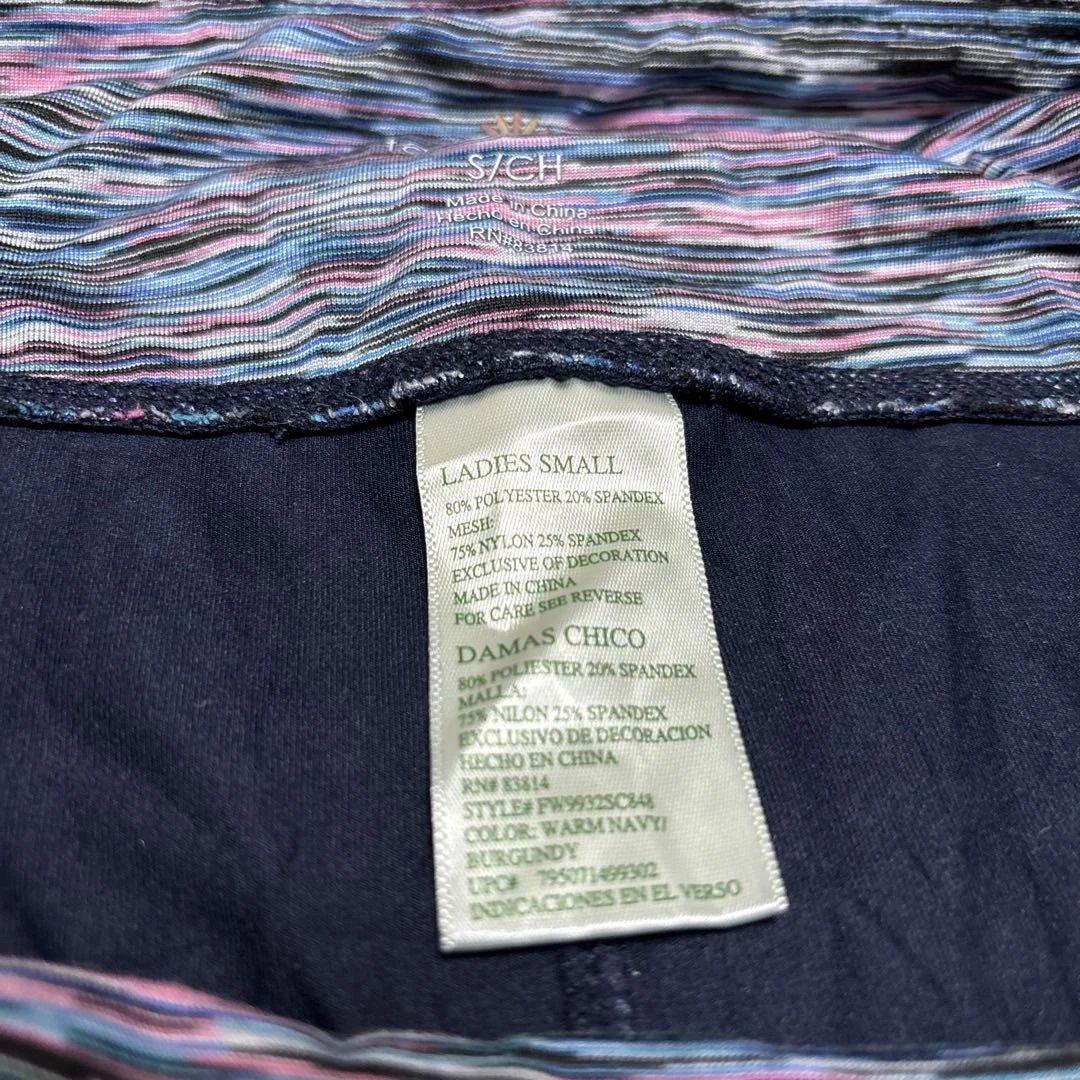 S/CH
Made in China
Hecho en China
RN#83814
LADIES SMALL
80% POLYESTER 20% SPANDEX
MESH:
75% NYLON 25% SPANDEX
EXCLUSIVE OF DECORATION
MADE IN CHINA
FOR CARE SEE REVERSE
DAMAS CHICO
80% POLIESTER 20% SPANDEX
MALLA:
75% NILON 25% SPANDEX
EXCLUSIVO DE DECORACION
HECHO EN CHINA
RN# 83814
STYLE# FW9932SC848
COLOR: WARM NAVY/
BURGUNDY
UPC# 795071499302
INDICACIONES EN EL VERSO